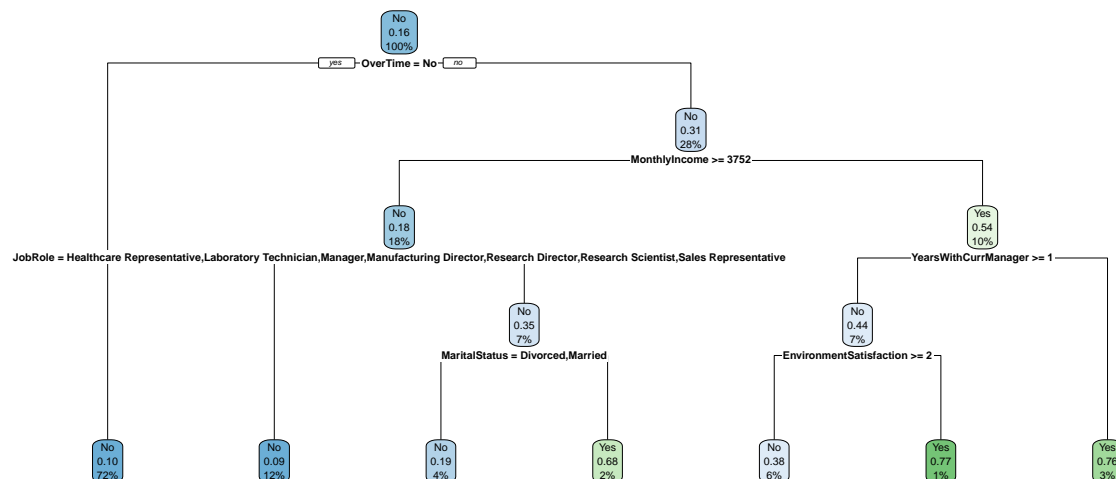 No
0.16
100%
yes OverTime = No no
No
0.31
28%
MonthlyIncome >= 3752
No
0.18
18%
Yes
0.54
10%
JobRole = Healthcare Representative,Laboratory Technician,Manager,Manufacturing Director,Research Director,Research Scientist,Sales Representative
YearsWithCurrManager >= 1
No
0.35
7%
No
0.44
7%
MaritalStatus = Divorced,Married
EnvironmentSatisfaction >= 2
No
0.10
72%
No
0.09
12%
No
0.19
4%
Yes
0.68
2%
No
0.38
6%
Yes
0.77
1%
Yes
0.76
3%